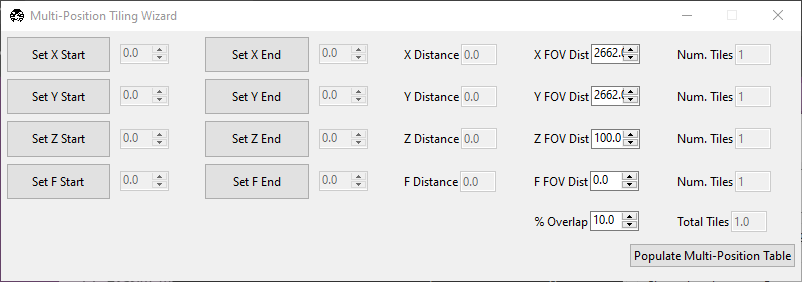 Multi-Position Tiling Wizard
Set X Start 0.0 Set X End 0.0 X Distance 0.0 X FOV Dist 2662.0 Num. Tiles 1
Set Y Start 0.0 Set Y End 0.0 Y Distance 0.0 Y FOV Dist 2662.0 Num. Tiles 1
Set Z Start 0.0 Set Z End 0.0 Z Distance 0.0 Z FOV Dist 100.0 Num. Tiles 1
Set F Start 0.0 Set F End 0.0 F Distance 0.0 F FOV Dist 0.0 Num. Tiles 1
% Overlap 10.0 Total Tiles 1.0
Populate Multi-Position Table